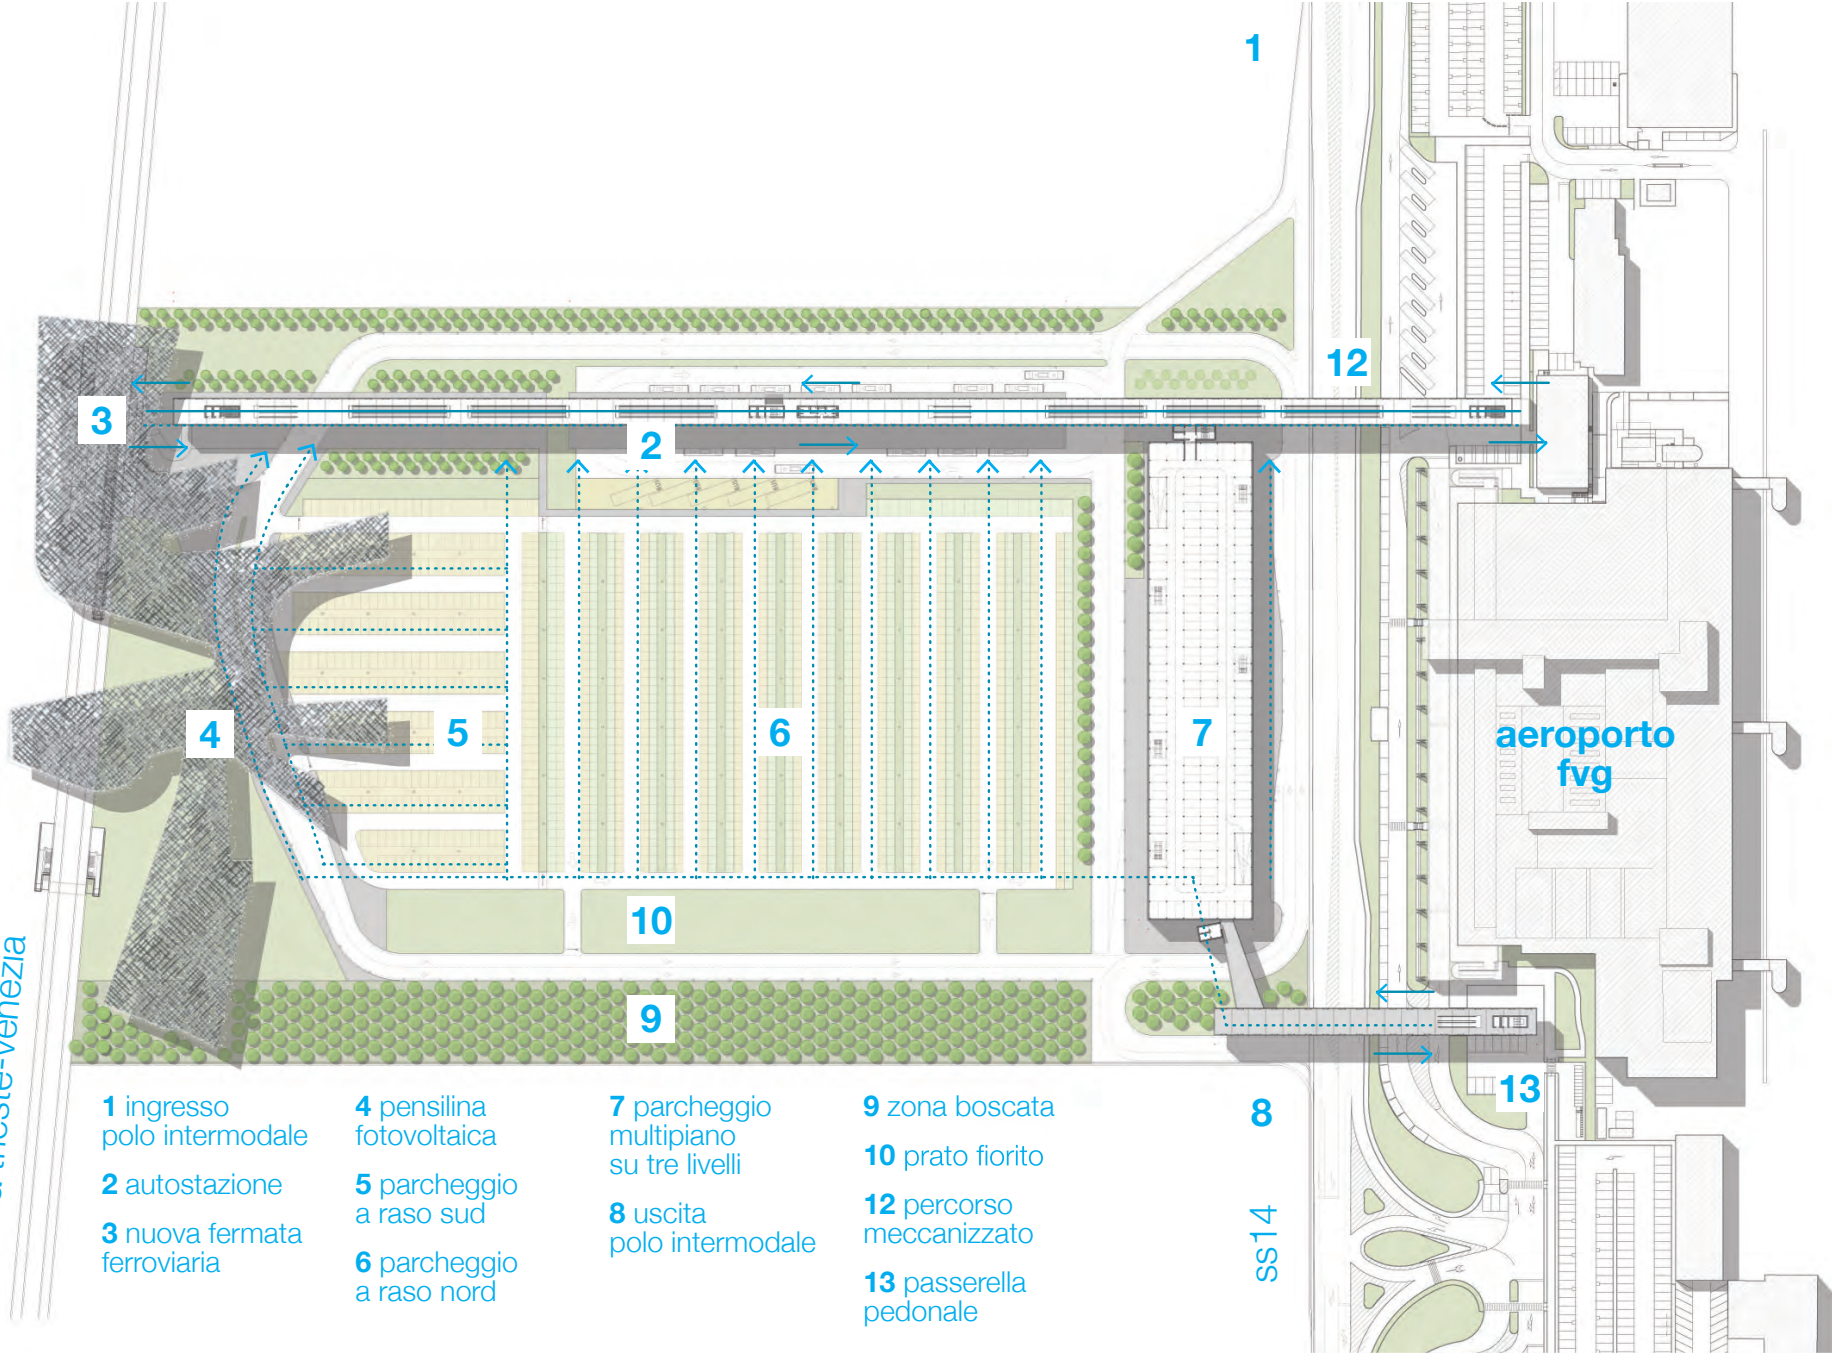 1
12
3
2
4
5
6
7
aeroporto
fvg
10
9
13
8
ss14
trieste-venezia
1 ingresso
polo intermodale
2 autostazione
3 nuova fermata
ferroviaria
4 pensilina
fotovoltaica
5 parcheggio
a raso sud
6 parcheggio
a raso nord
7 parcheggio
multipiano
su tre livelli
8 uscita
polo intermodale
9 zona boscata
10 prato fiorito
12 percorso
meccanizzato
13 passerella
pedonale